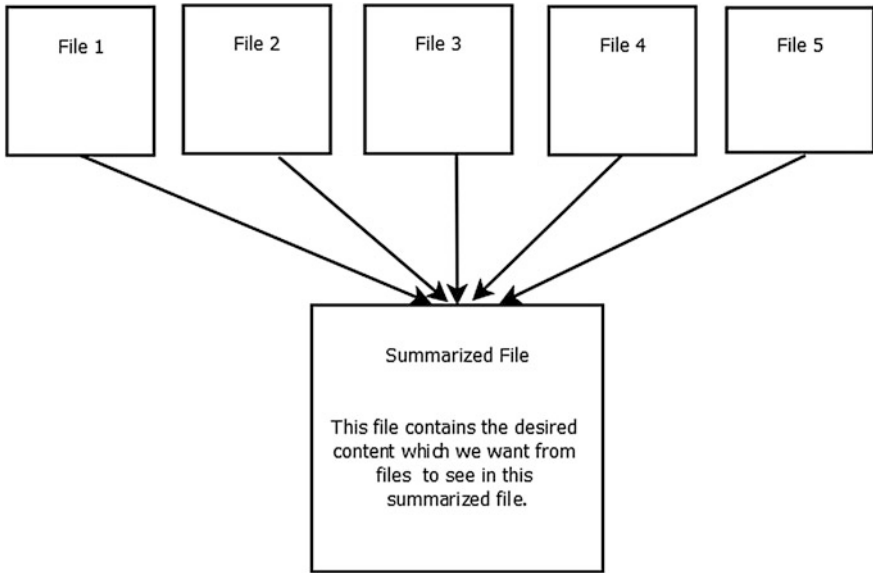 File 1
File 2
File 3
File 4
File 5
Summarized File
This file contains the desired
content which we want from
files to see in this
summarized file.